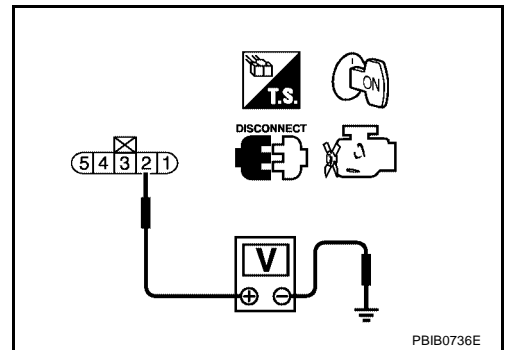 T.S.
ON
DISCONNECT
5 4 3 2 1
V
+ −
PBIB0736E